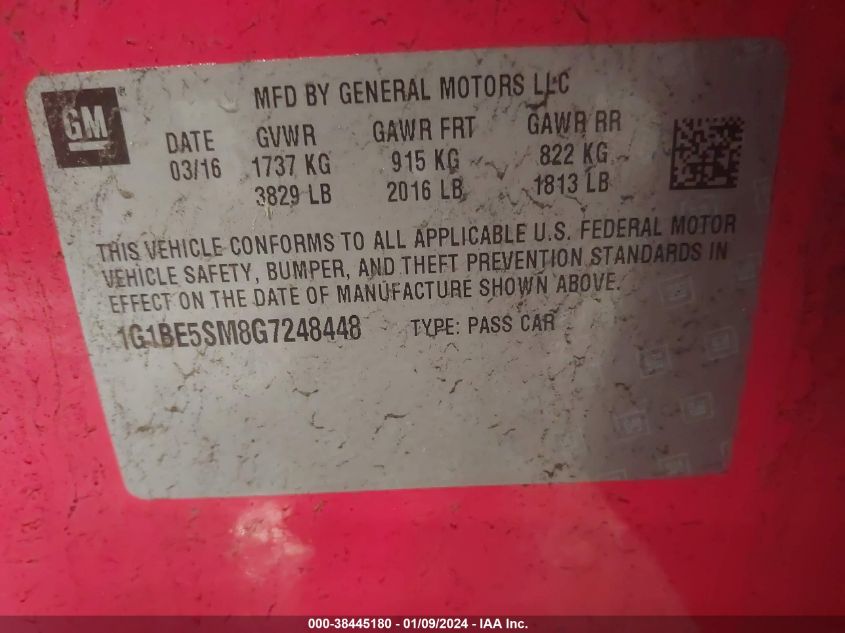 GM
MFD BY GENERAL MOTORS LLC
DATE GVWR GAWR FRT GAWR RR
03/16 1737 KG 915 KG 822 KG
3829 LB 2016 LB 1813 LB
THIS VEHICLE CONFORMS TO ALL APPLICABLE U.S. FEDERAL MOTOR
VEHICLE SAFETY, BUMPER, AND THEFT PREVENTION STANDARDS IN
EFFECT ON THE DATE OF MANUFACTURE SHOWN ABOVE.
1G1BE5SM8G7248448 TYPE: PASS CAR
000-38445180 - 01/09/2024 - IAA Inc.